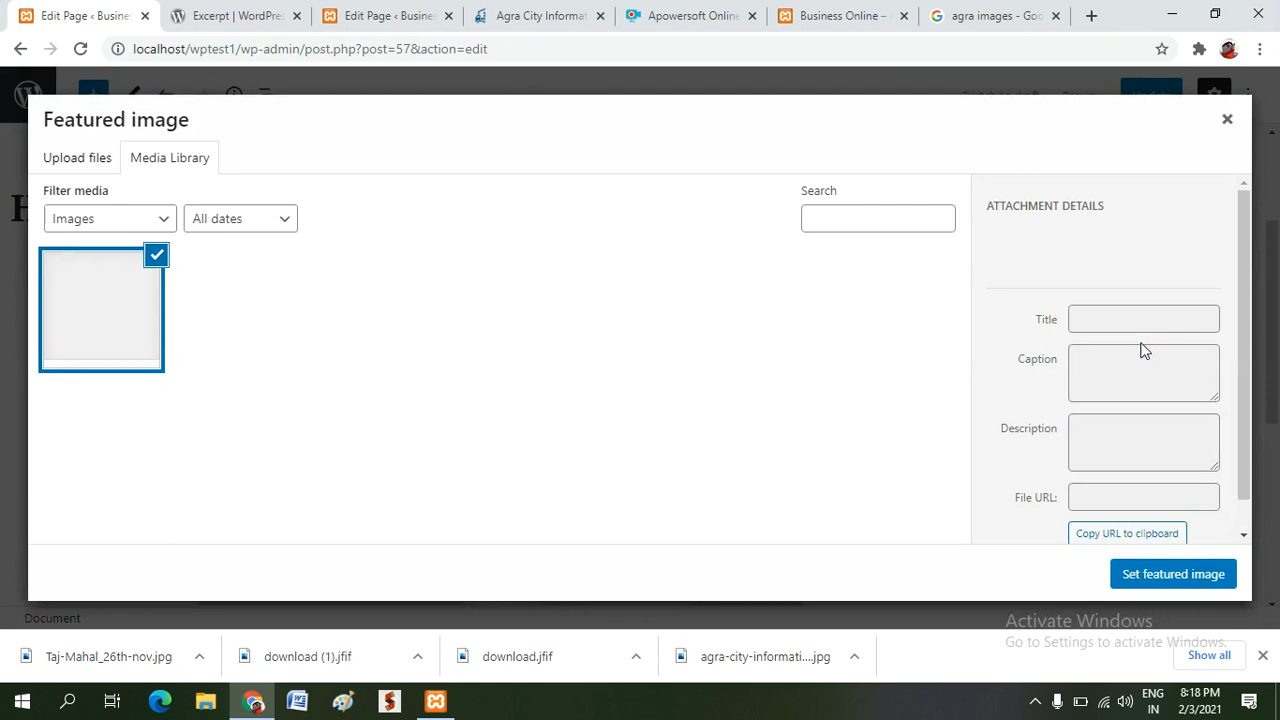 Edit Page ‹ Busines
Excerpt | WordPres
Edit Page ‹ Busines
Agra City Informat
Apowersoft Online
Business Online –
agra images - Goo
localhost/wptest1/wp-admin/post.php?post=57&action=edit
Featured image
Upload files
Media Library
Filter media
Search
Images
All dates
ATTACHMENT DETAILS
Title
Caption
Description
File URL:
Copy URL to clipboard
Set featured image
Document
Activate Windows
Go to Settings to activate Windows.
Taj-Mahal_26th-nov.jpg
download (1).jfif
download.jfif
agra-city-informati....jpg
Show all
ENG
IN
8:18 PM
2/3/2021